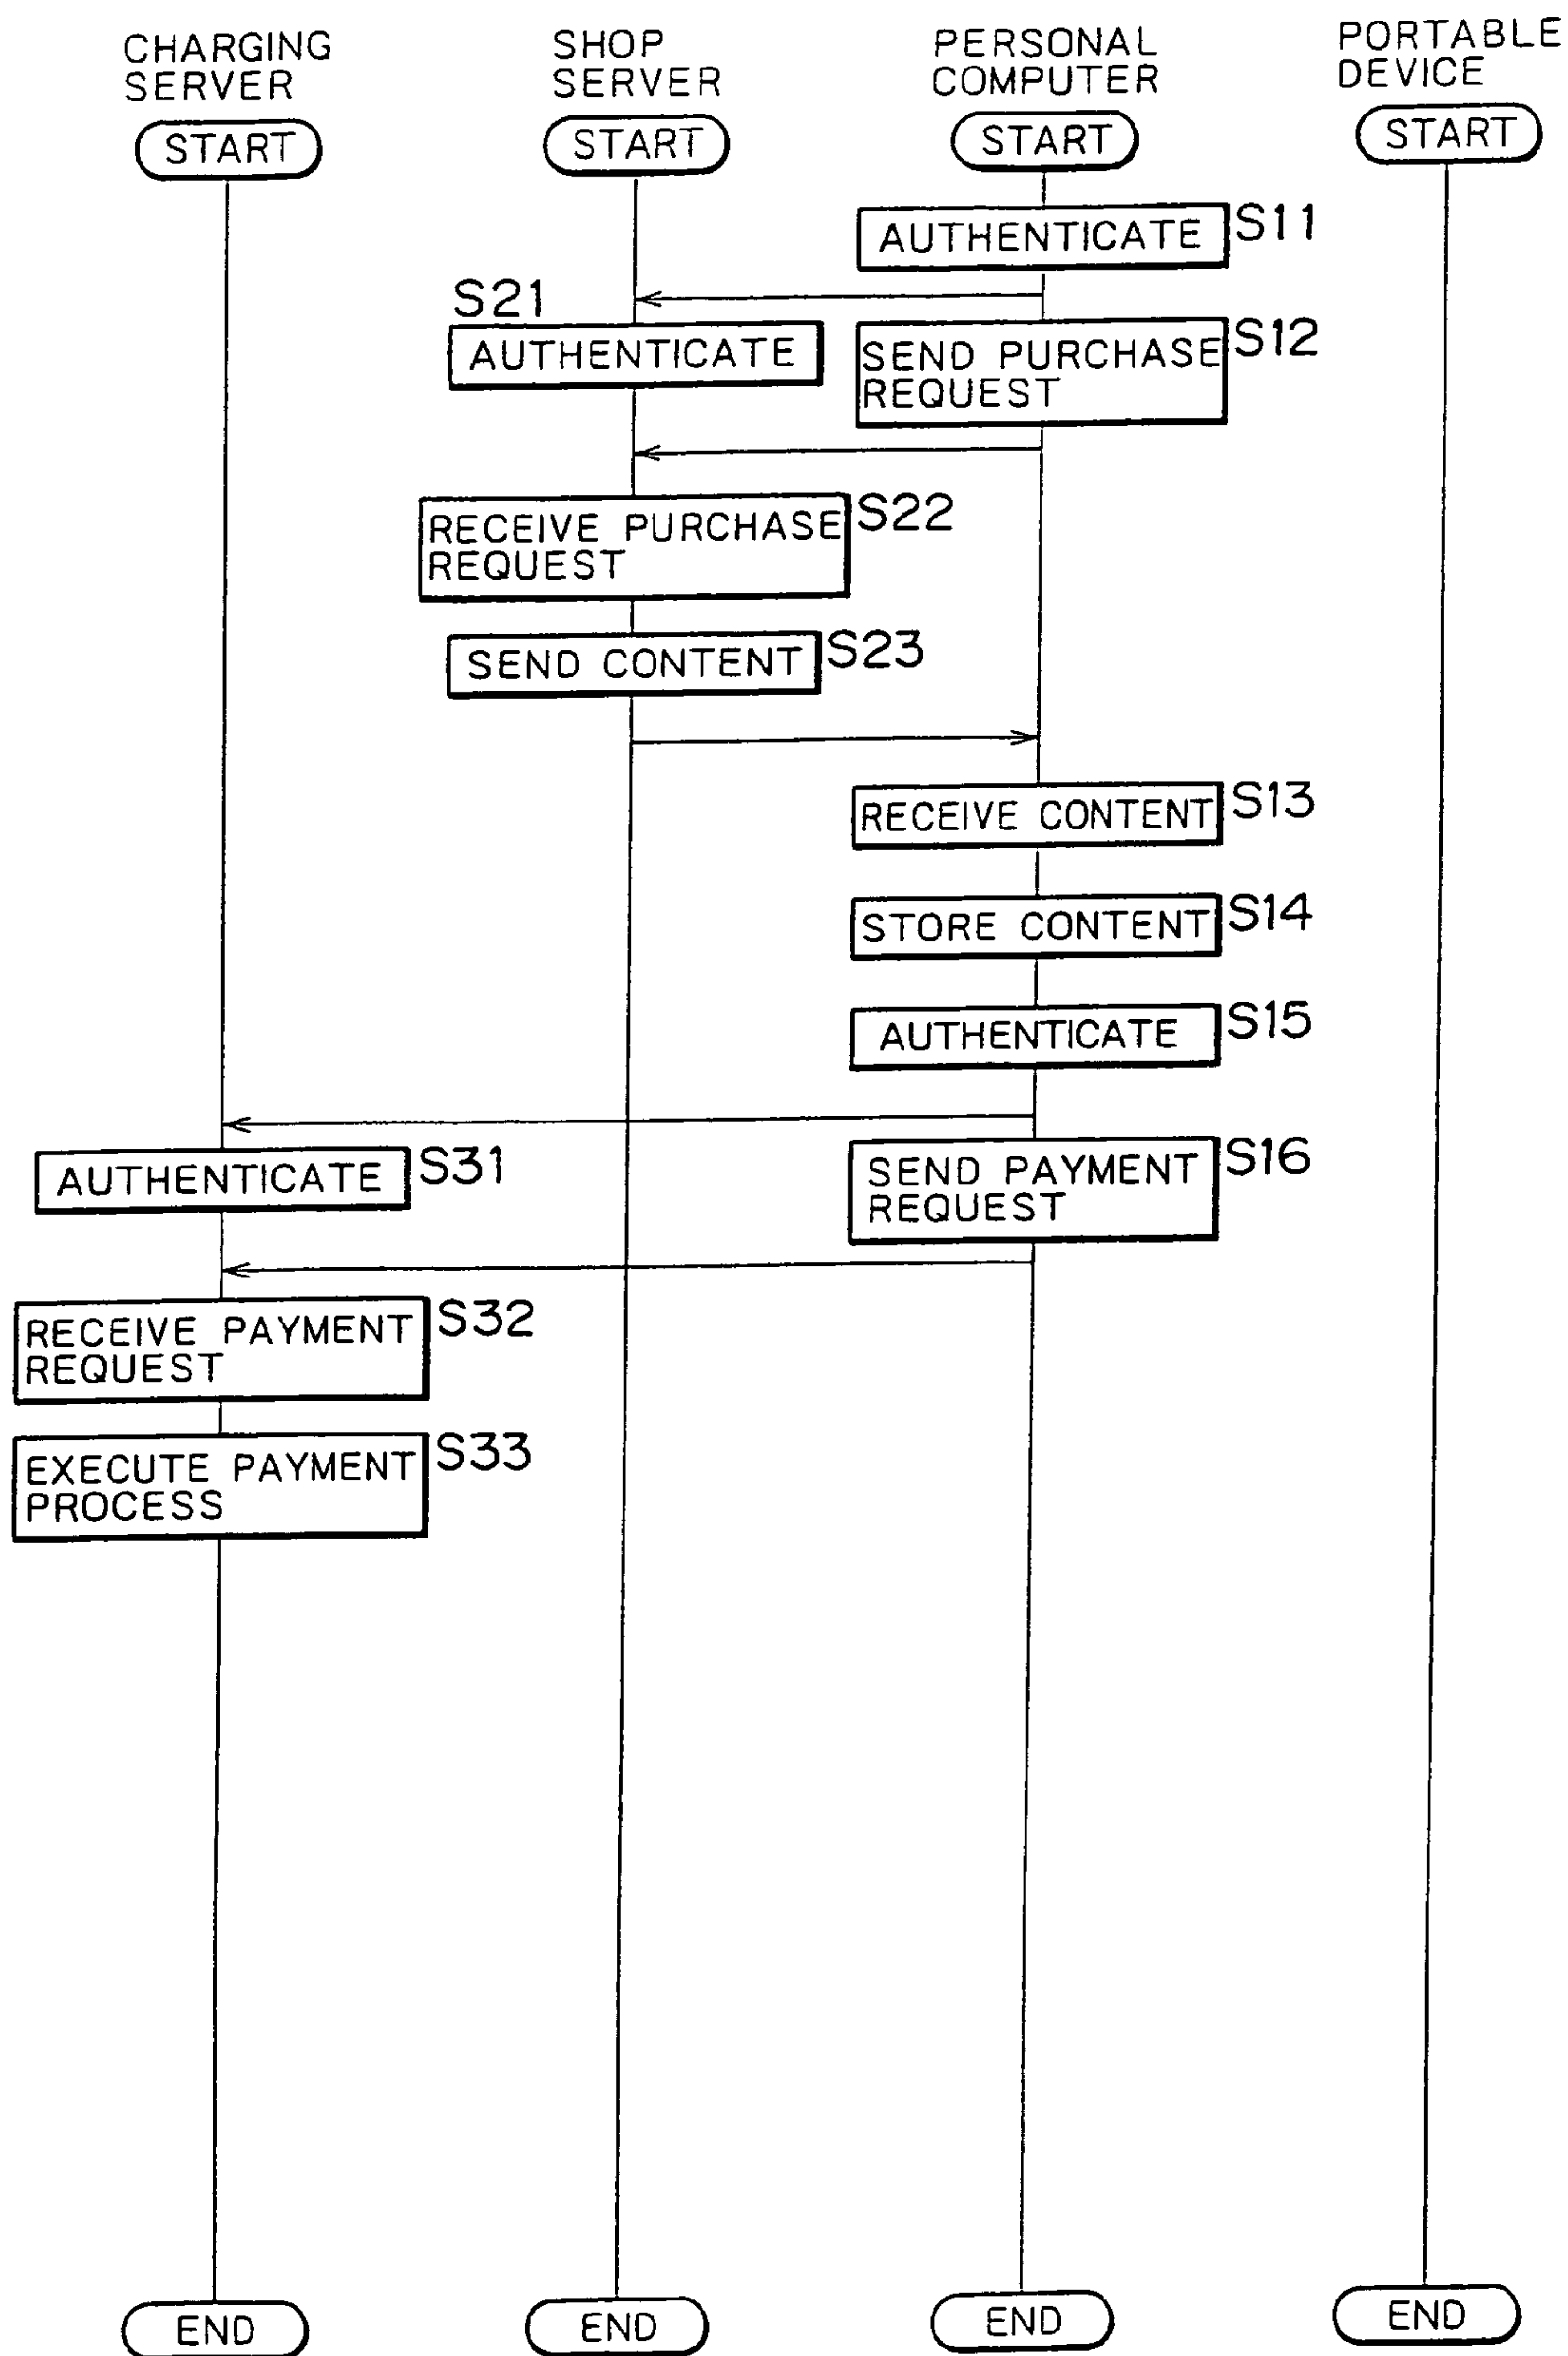 CHARGING
SERVER
SHOP
SERVER
PERSONAL
COMPUTER
PORTABLE
DEVICE
START
START
START
START
AUTHENTICATE
S11
S21
AUTHENTICATE
SEND PURCHASE
REQUEST
S12
RECEIVE PURCHASE
REQUEST
S22
SEND CONTENT
S23
RECEIVE CONTENT
S13
STORE CONTENT
S14
AUTHENTICATE
S15
AUTHENTICATE
S31
SEND PAYMENT
REQUEST
S16
RECEIVE PAYMENT
REQUEST
S32
EXECUTE PAYMENT
PROCESS
S33
END
END
END
END